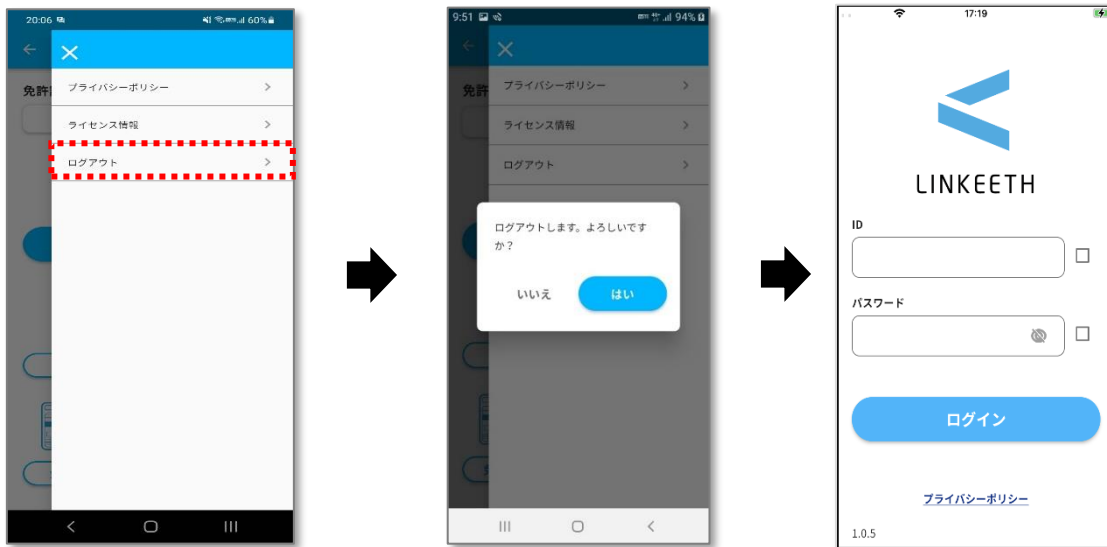 20:06
60%
免許
プライバシーポリシー
ライセンス情報
ログアウト
9:51
94%
免許
プライバシーポリシー
ライセンス情報
ログアウト
ログアウトします。よろしいです
か？
いいえ
はい
17:19
LINKEETH
ID
パスワード
ログイン
プライバシーポリシー
1.0.5